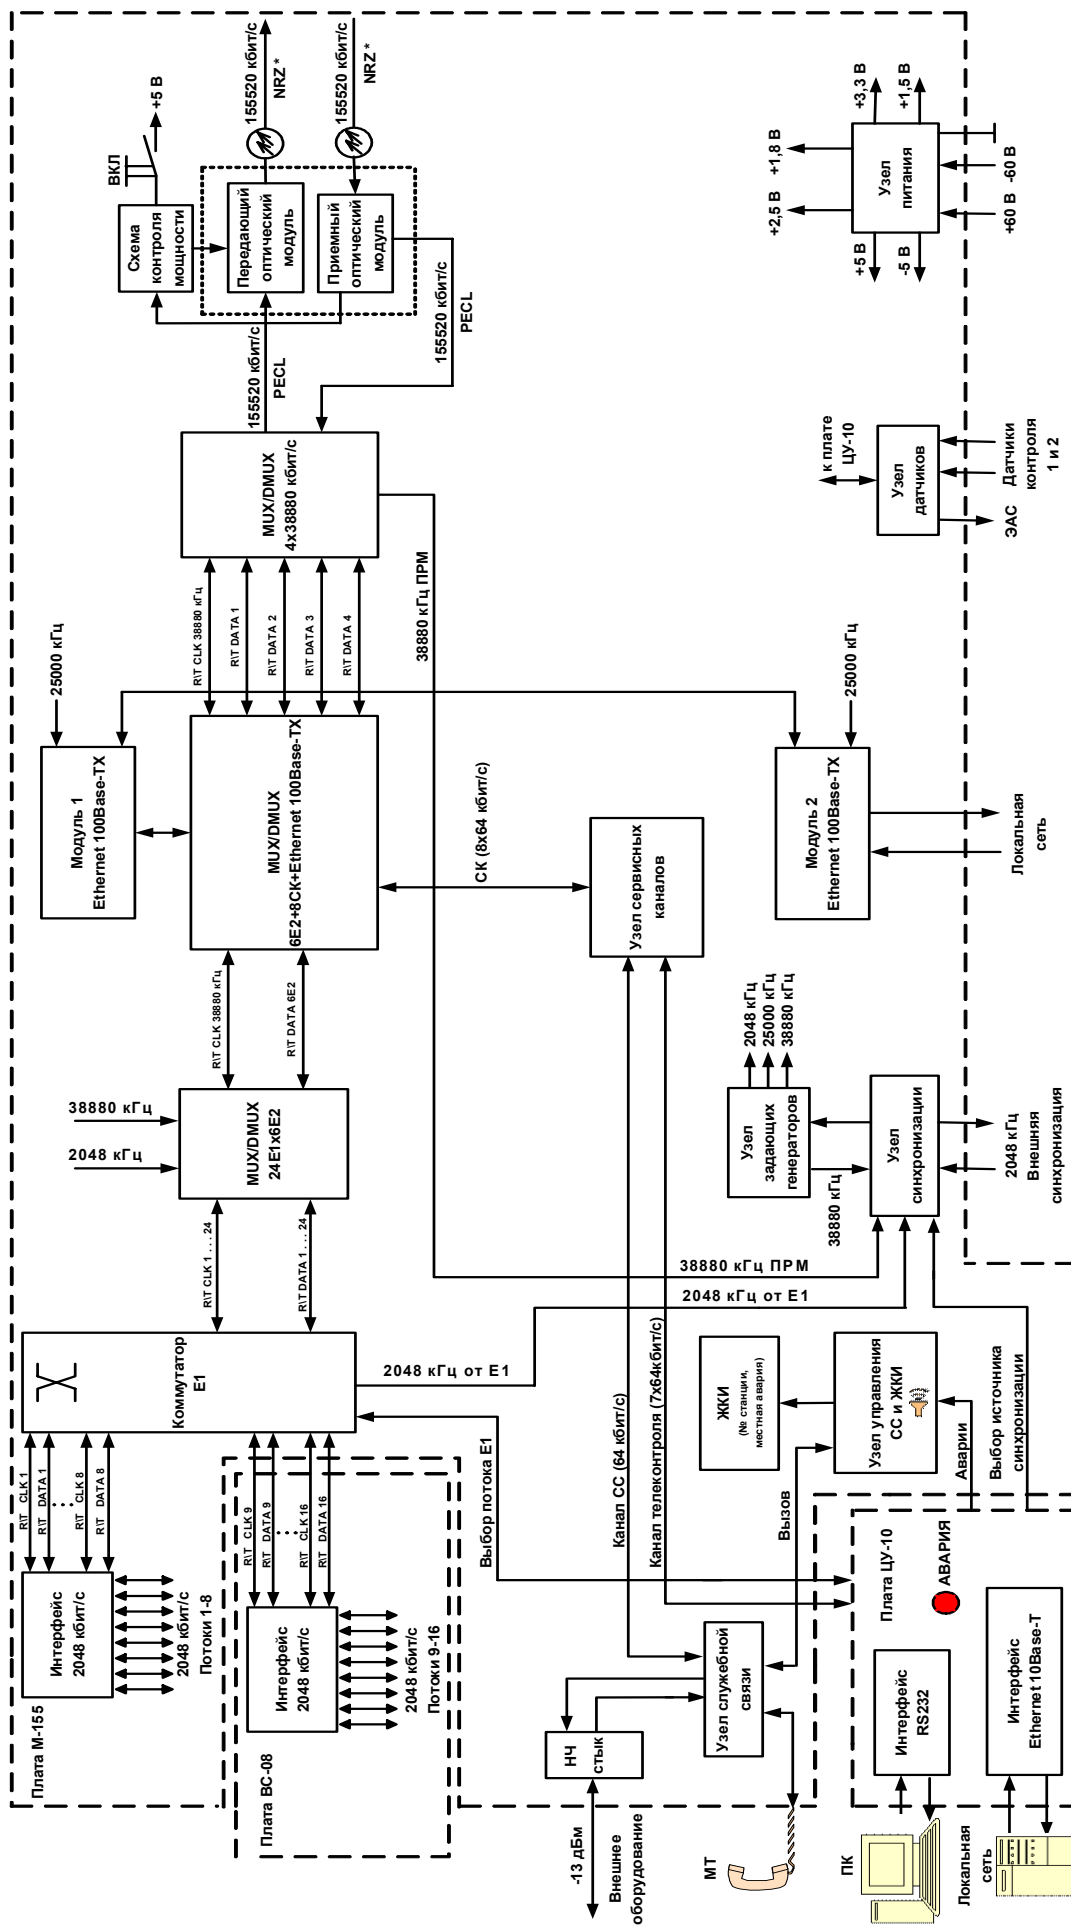 Плата М-155
Интерфейс
2048 кбит/с
2048 кбит/с
Потоки 1-8
R\T CLK 1
R\T DATA 1
R\T CLK 8
R\T DATA 8
Коммутатор
E1
Плата ВС-08
Интерфейс
2048 кбит/с
2048 кбит/с
Потоки 9-16
R\T CLK 9
R\T DATA 9
R\T CLK 16
R\T DATA 16
R\T CLK 1 . . . 24
R\T DATA 1 . . . 24
2048 кГц
38880 кГц
MUX/DMUX
24E1x6E2
R\T CLK 38880 кГц
R\T DATA 6E2
Модуль 1
Ethernet 100Base-TX
25000 кГц
MUX/DMUX
6E2+8СК+Ethernet 100Base-TX
R\T CLK 38880 кГц
R\T DATA 1
R\T DATA 2
R\T DATA 3
R\T DATA 4
MUX/DMUX
4x38880 кбит/с
155520 кбит/с
PECL
155520 кбит/с
PECL
Схема
контроля
мощности
ВКЛ
+5 В
Передающий
оптический
модуль
Приемный
оптический
модуль
155520 кбит/с
NRZ *
155520 кбит/с
NRZ *
2048 кГц от E1
38880 кГц ПРМ
38880 кГц ПРМ
2048 кГц от E1
Выбор потока E1
СК (8x64 кбит/с)
Узел сервисных
каналов
Канал СС (64 кбит/с)
Канал телеконтроля (7x64кбит/с)
Модуль 2
Ethernet 100Base-TX
25000 кГц
Локальная
сеть
Узел
задающих
генераторов
2048 кГц
25000 кГц
38880 кГц
38880 кГц
Узел
синхронизации
2048 кГц
Внешняя
синхронизация
ЖКИ
(№ станции,
местная авария)
Узел управления
СС и ЖКИ
Вызов
Аварии
Выбор источника
синхронизации
НЧ
стык
-13 дБм
Внешнее
оборудование
Узел служебной
связи
МТ
Плата ЦУ-10
АВАРИЯ
Интерфейс
RS232
Интерфейс
Ethernet 10Base-T
ПК
Локальная
сеть
Узел
датчиков
к плате
ЦУ-10
ЭАС
Датчики
контроля
1 и 2
Узел
питания
+5 В
-5 В
+2,5 В
+1,8 В
+3,3 В
+1,5 В
+60 В
-60 В